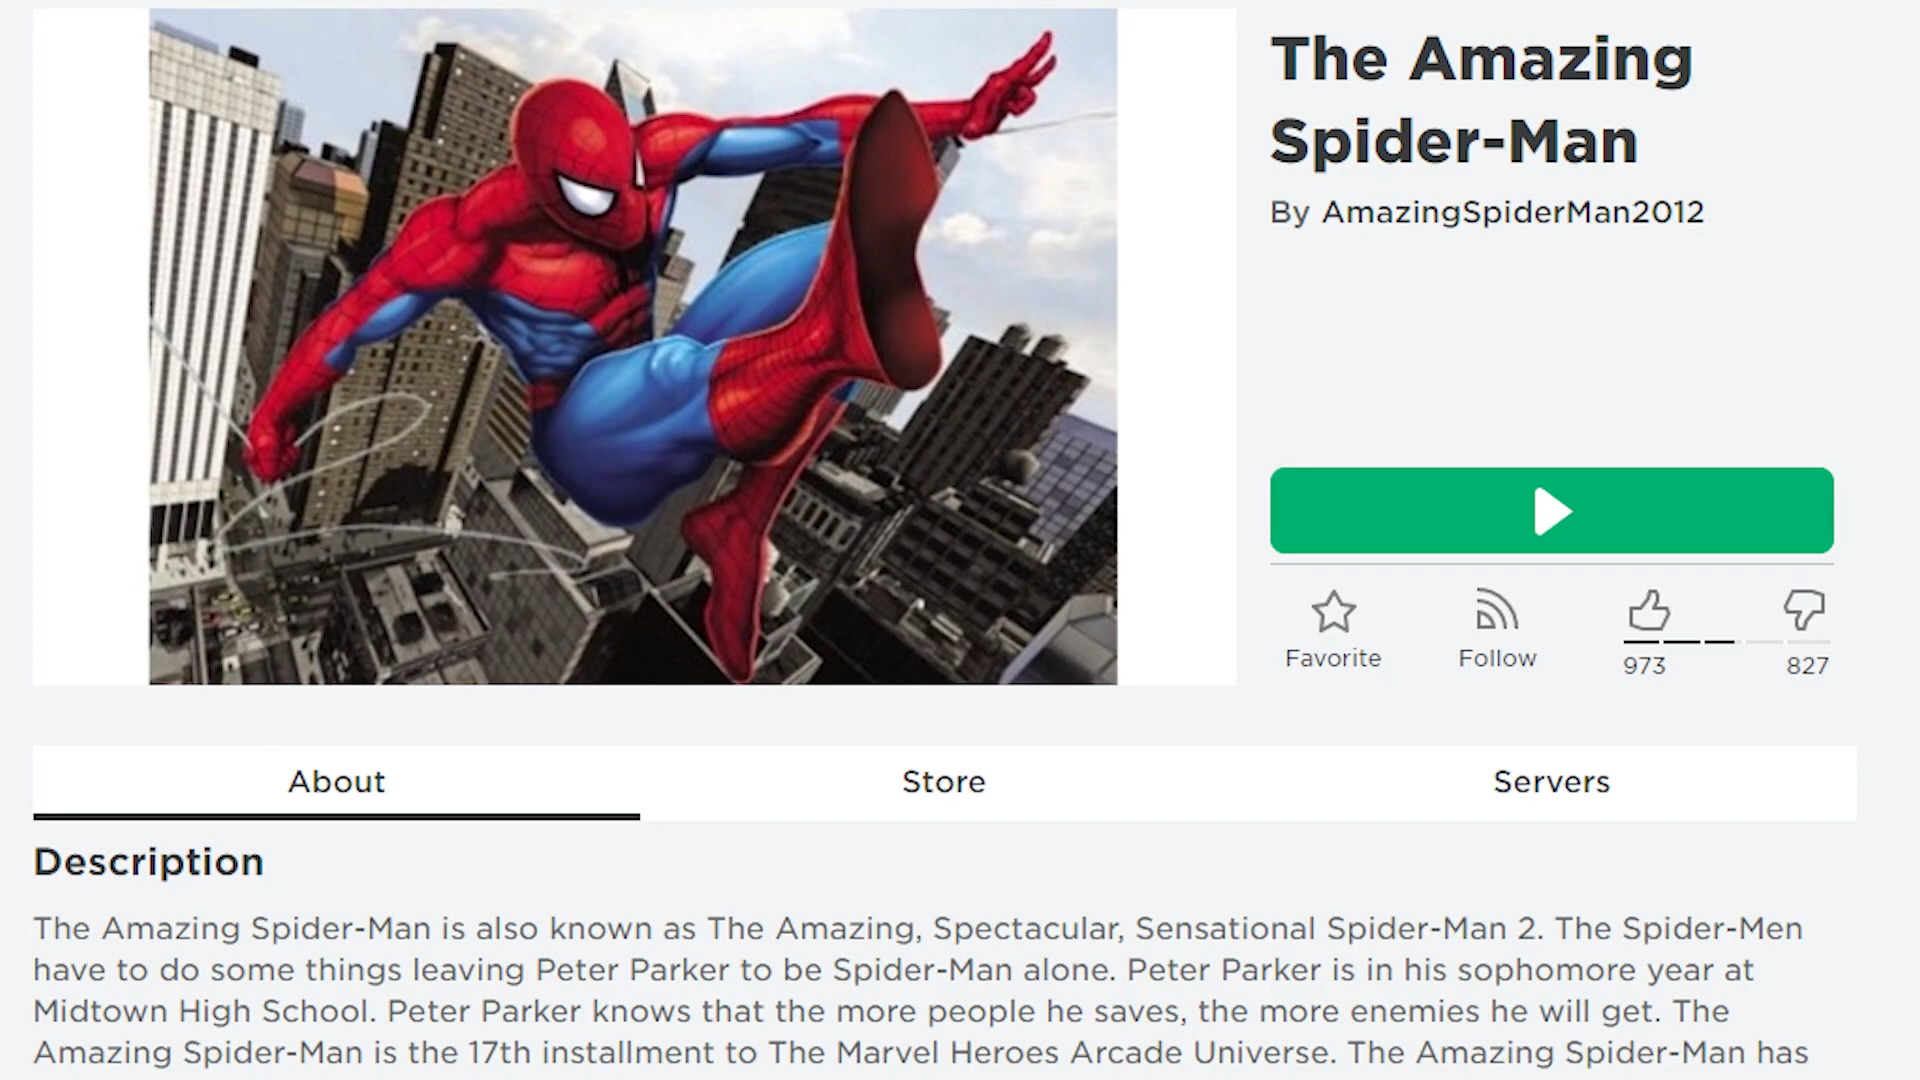 The Amazing
Spider-Man
By AmazingSpiderMan2012
Favorite
Follow
973
827
About
Store
Servers
Description
The Amazing Spider-Man is also known as The Amazing, Spectacular, Sensational Spider-Man 2. The Spider-Men
have to do some things leaving Peter Parker to be Spider-Man alone. Peter Parker is in his sophomore year at
Midtown High School. Peter Parker knows that the more people he saves, the more enemies he will get. The
Amazing Spider-Man is the 17th installment to The Marvel Heroes Arcade Universe. The Amazing Spider-Man has